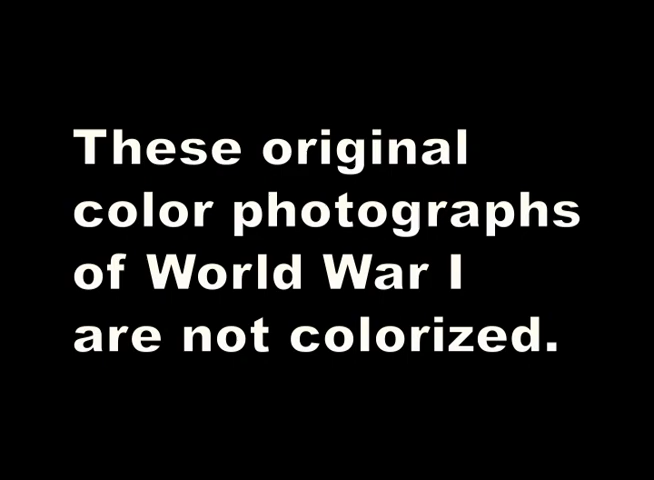 These original
color photographs
of World War I
are not colorized.